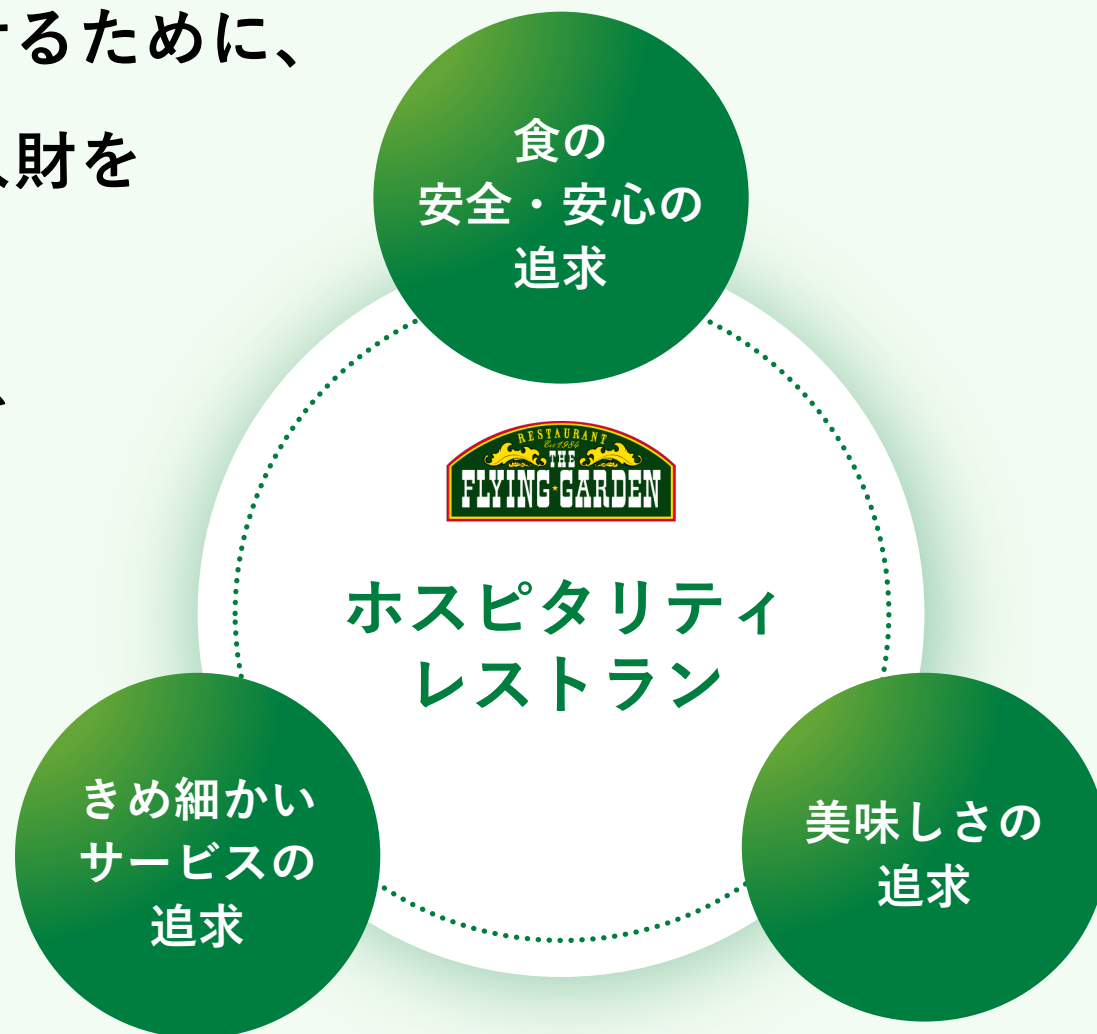 るために、
財を
食の
安全・安心の
追求
RESTAURANT
Est.1984
THE
FLYING GARDEN
ホスピタリティ
レストラン
きめ細かい
サービスの
追求
美味しさの
追求